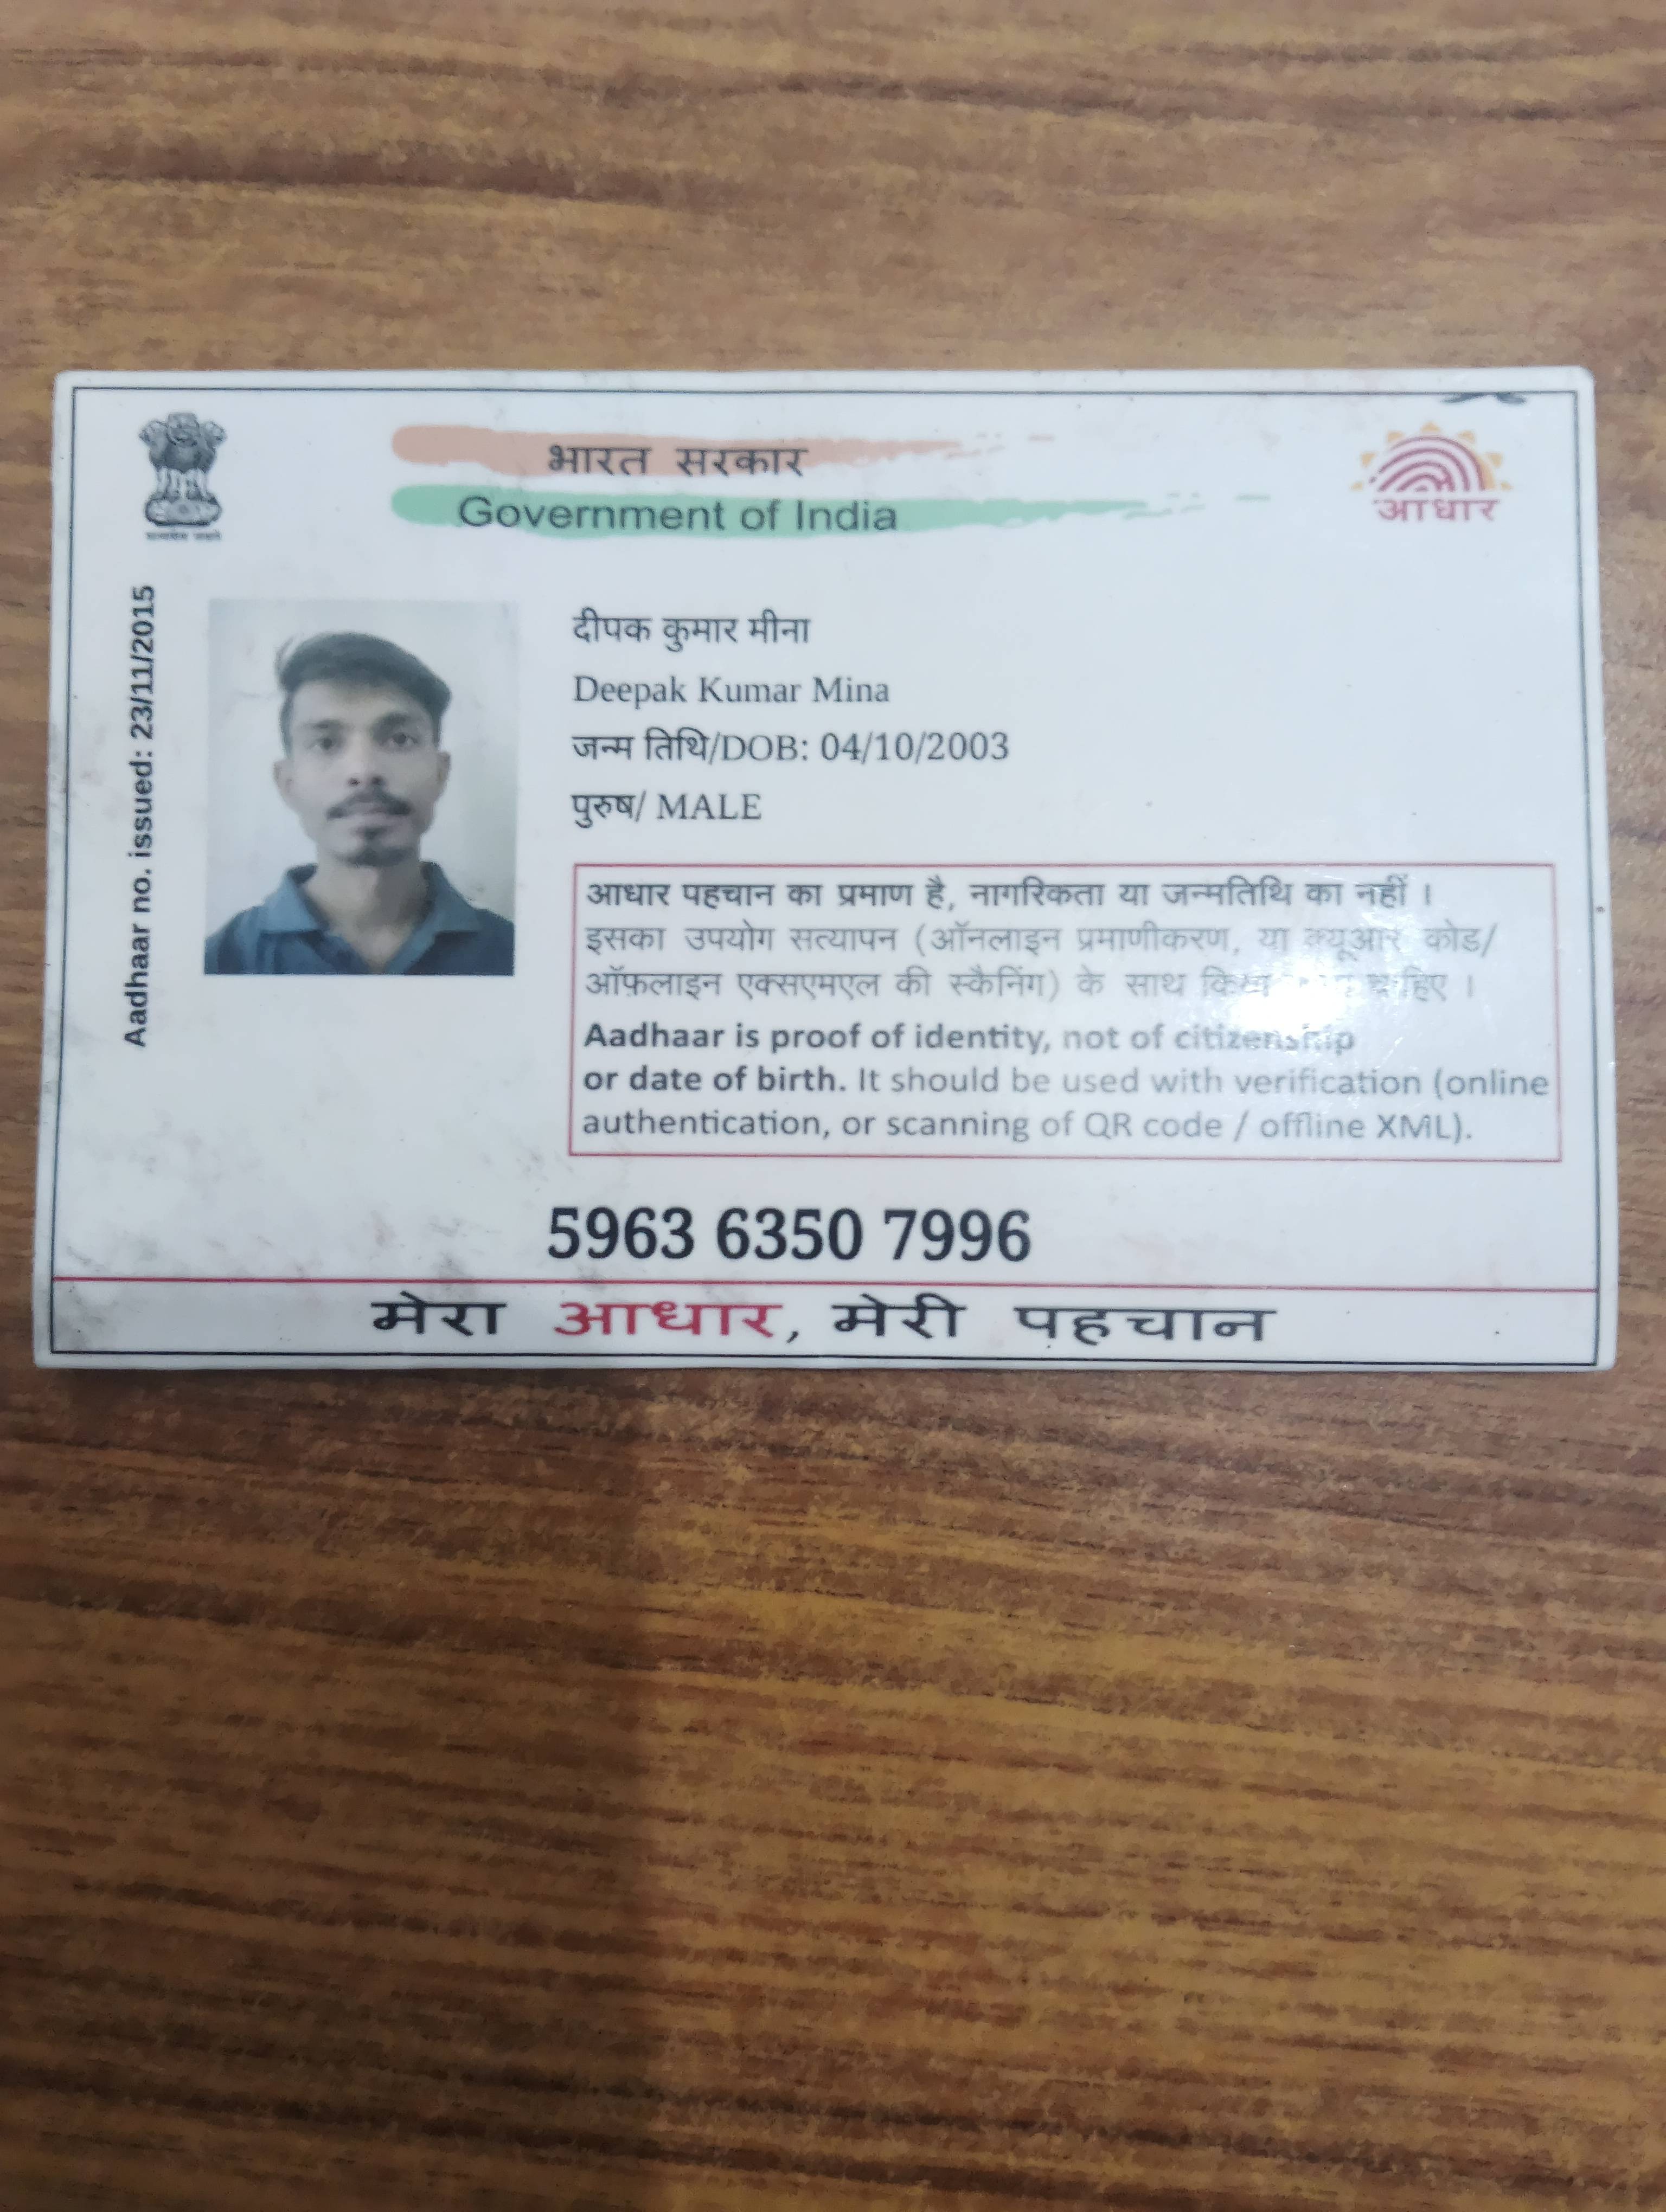 भारत सरकार
Government of India
आधार
Aadhaar no. issued: 23/11/2015
दीपक कुमार मीना
Deepak Kumar Mina
जन्म तिथि/DOB: 04/10/2003
पुरुष/ MALE
आधार पहचान का प्रमाण है, नागरिकता या जन्मतिथि का नहीं ।
इसका उपयोग सत्यापन (ऑनलाइन प्रमाणीकरण, या क्यूआर कोड/
ऑफ़लाइन एक्सएमएल की स्कैनिंग) के साथ ।
Aadhaar is proof of identity, not of citizenship
or date of birth. It should be used with verification (online
authentication, or scanning of QR code / offline XML).
5963 6350 7996
मेरा आधार, मेरी पहचान